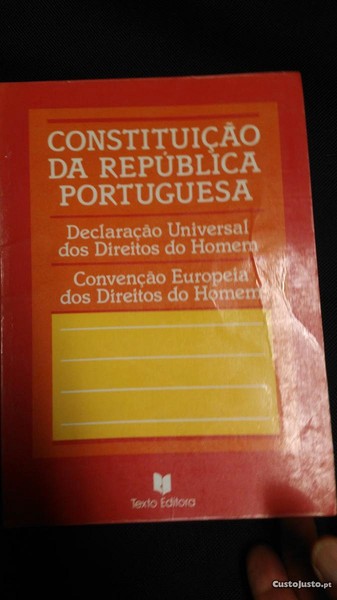 CONSTITUIÇÃO
DA REPÚBLICA
PORTUGUESA
Declaração Universal
dos Direitos do Homem
Convenção Europeia
dos Direitos do Homem
Texto Editora
CustoJusto.pt